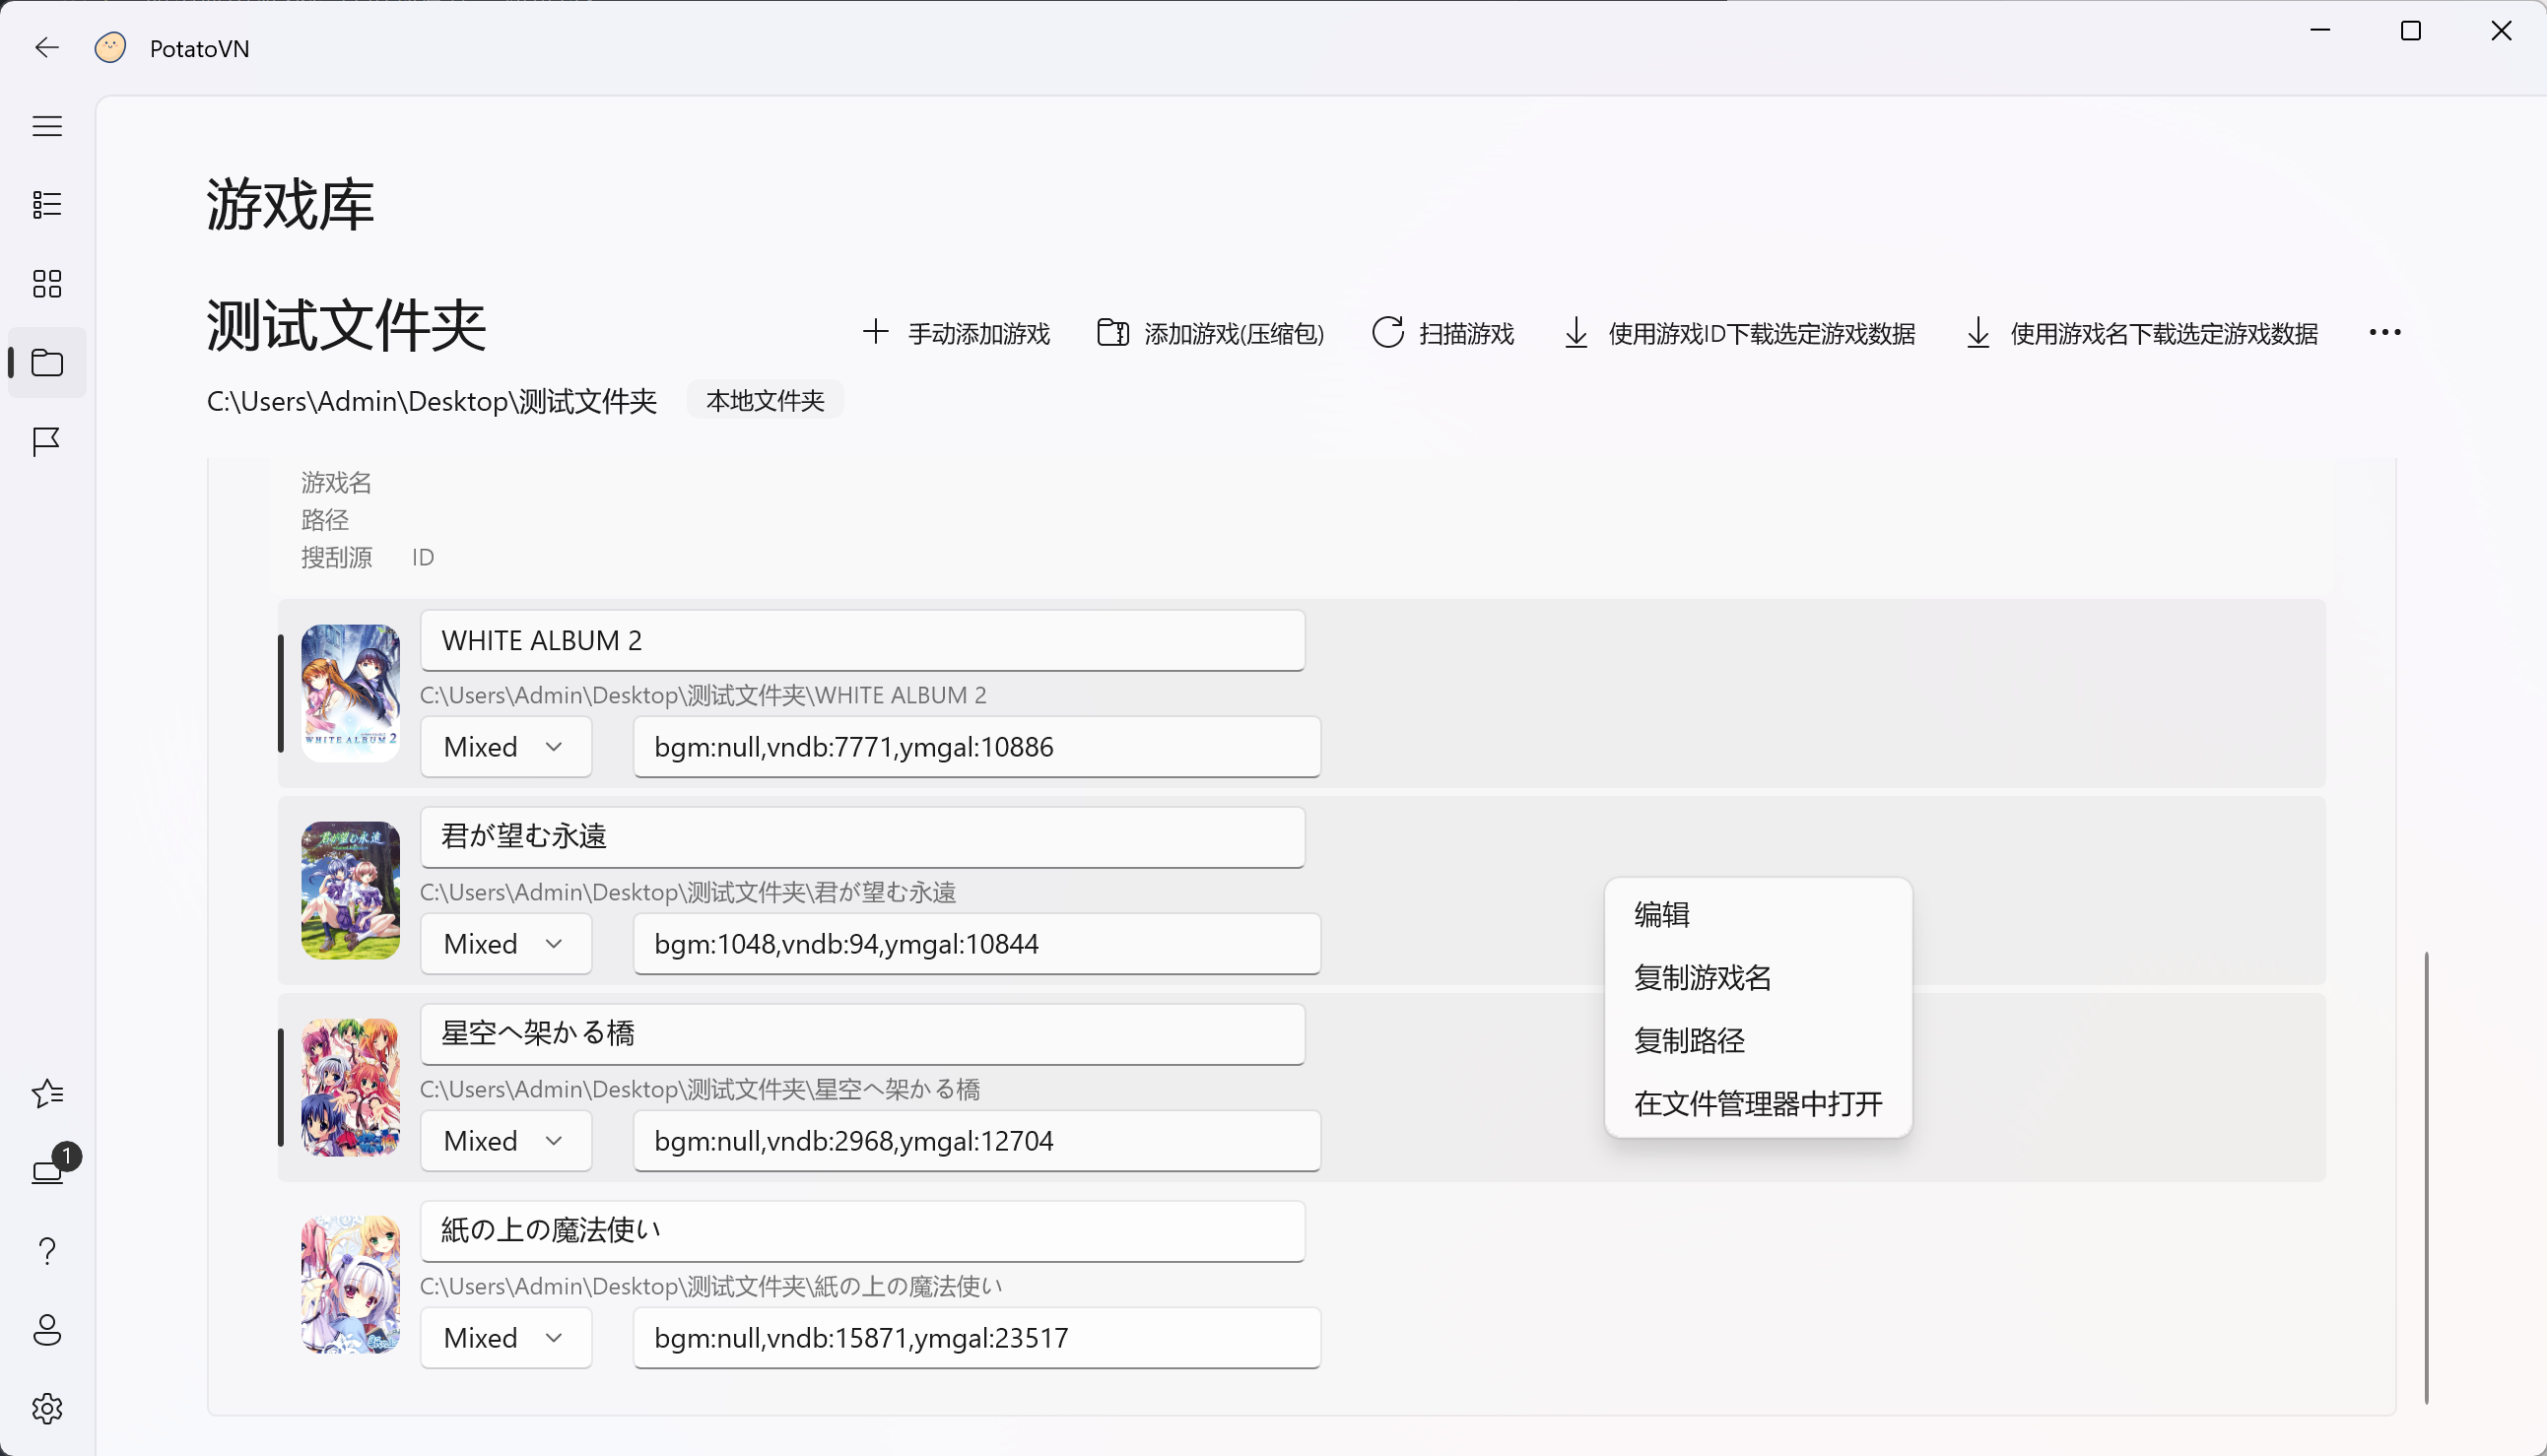 PotatoVN
游戏库
测试文件夹
手动添加游戏
添加游戏(压缩包)
扫描游戏
使用游戏ID下载选定游戏数据
使用游戏名下载选定游戏数据
C:\Users\Admin\Desktop\测试文件夹
本地文件夹
游戏名
路径
搜刮源 ID
WHITE ALBUM 2
C:\Users\Admin\Desktop\测试文件夹\WHITE ALBUM 2
WHITE ALBUM 2
Mixed
bgm:null,vndb:7771,ymgal:10886
君が望む永遠
君が望む永遠
C:\Users\Admin\Desktop\测试文件夹\君が望む永遠
Mixed
bgm:1048,vndb:94,ymgal:10844
编辑
复制游戏名
复制路径
在文件管理器中打开
星空へ架かる橋
C:\Users\Admin\Desktop\测试文件夹\星空へ架かる橋
Mixed
bgm:null,vndb:2968,ymgal:12704
1
紙の上の魔法使い
C:\Users\Admin\Desktop\测试文件夹\紙の上の魔法使い
Mixed
bgm:null,vndb:15871,ymgal:23517